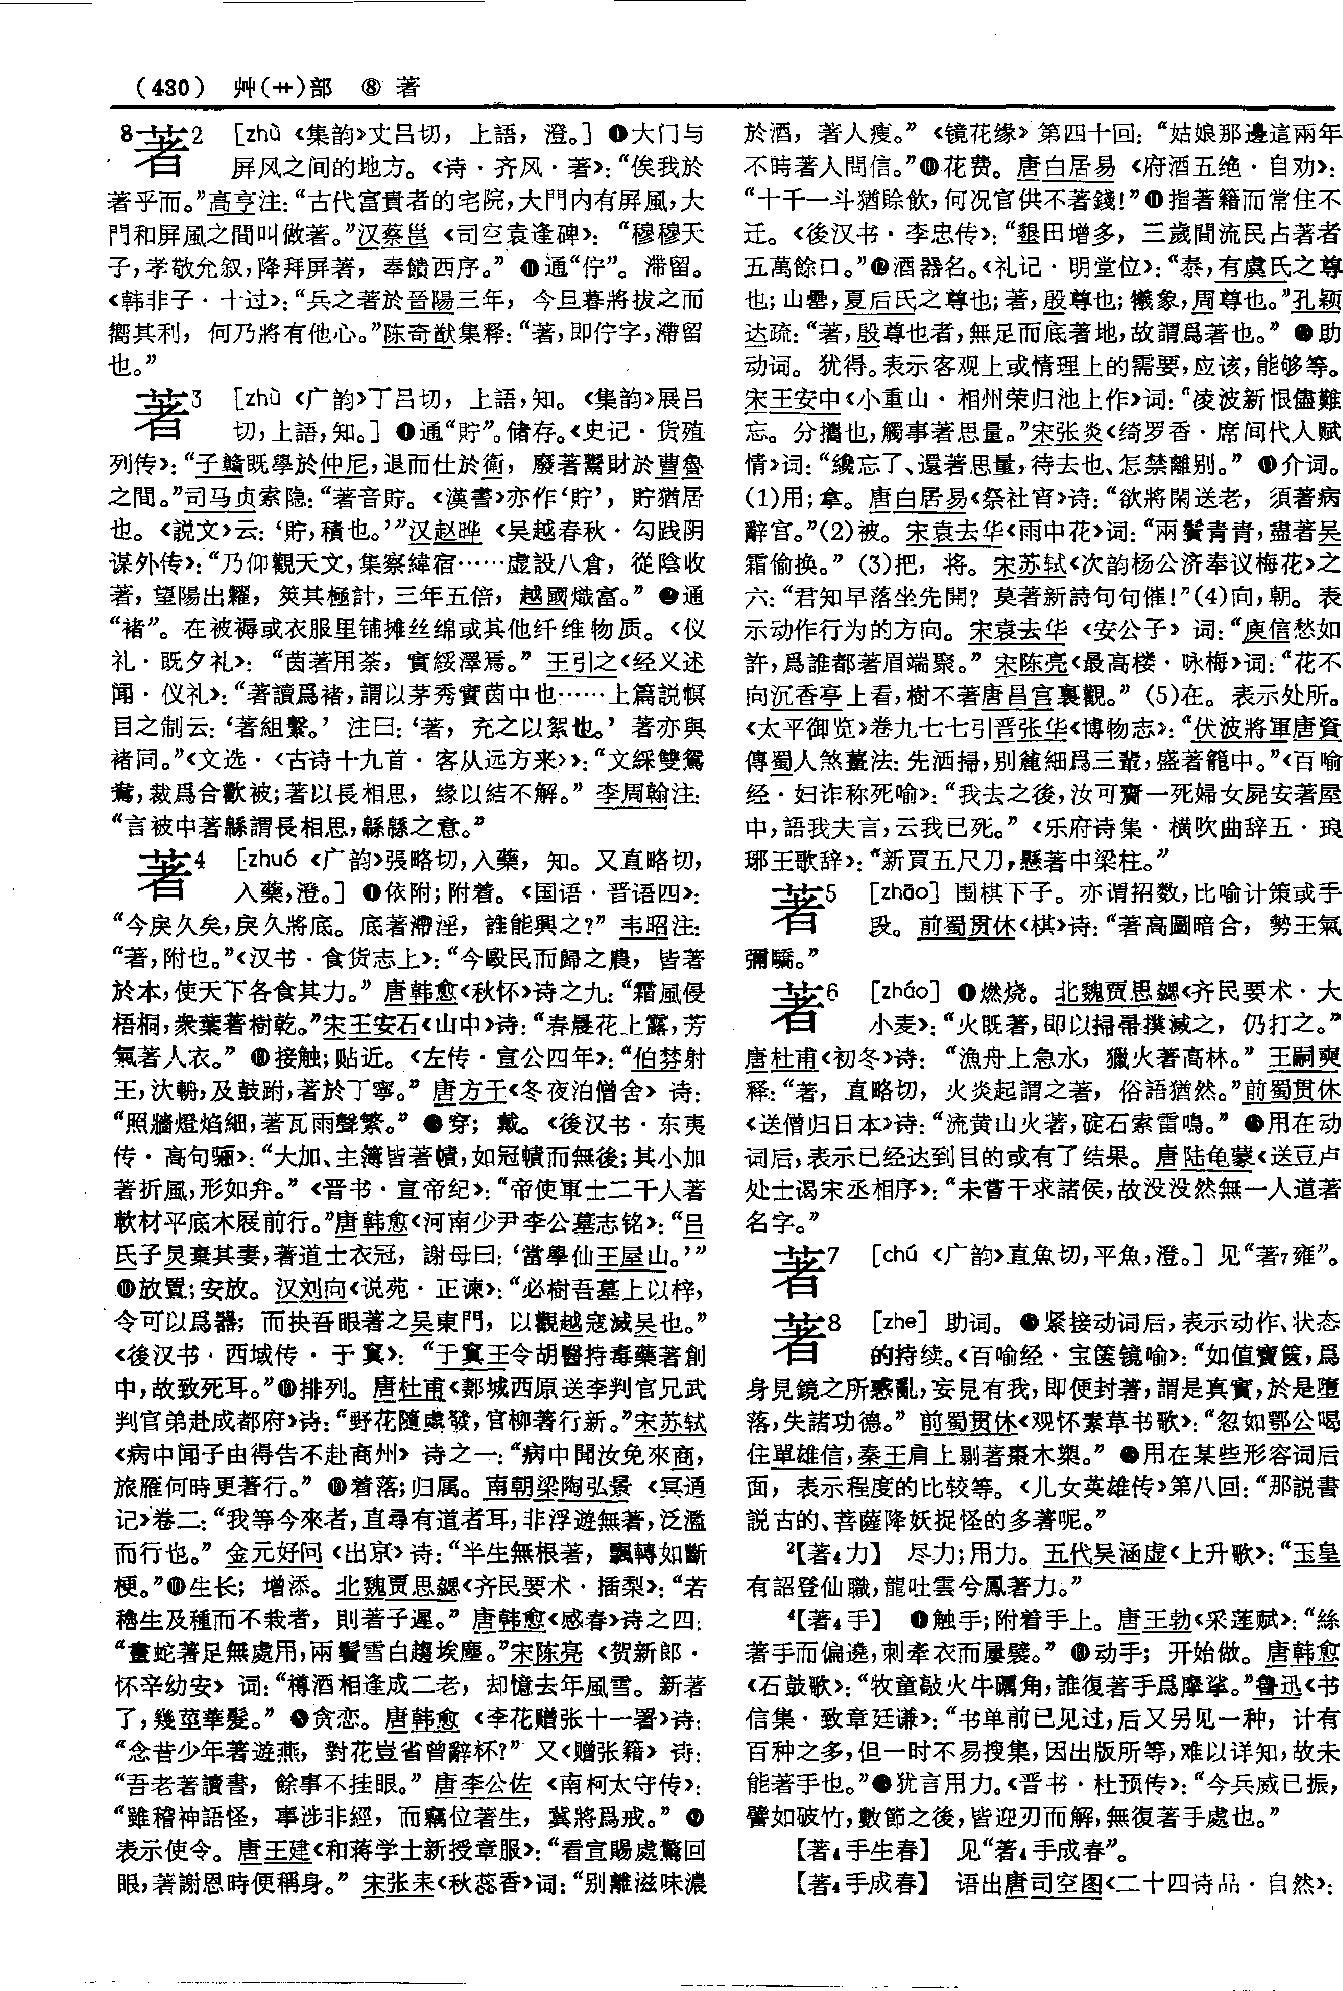 (430) 艸(艹)部 ⑧ 著
8著2 [zhù《集韵》丈吕切，上語，澄。] ❶大门与
屏风之间的地方。《诗·齐风·著》：“俟我於
著乎而。”高亨注：“古代富貴者的宅院，大門内有屏風，大
門和屏風之間叫做著。”汉蔡邕《司空袁逢碑》：“穆穆天
子，孝敬允叙，降拜屏著，奉饋西序。” ❷通“佇”。滞留。
《韩非子·十过》：“兵之著於晉陽三年，今旦暮將拔之而
嚮其利，何乃將有他心。”陈奇猷集释：“著，即佇字，滯留
也。”
著3 [zhù《广韵》丁吕切，上語，知。《集韵》展吕
切，上語，知。] ❶通“貯”。储存。《史记·货殖
列传》：“子贛既學於仲尼，退而仕於衞，廢著鬻財於曹魯
之間。”司马贞索隐：“著音貯。《漢書》亦作‘貯’，貯猶居
也。《説文》云：‘貯，積也。’”汉赵晔《吴越春秋·勾践阴
谋外传》：“乃仰觀天文，集察緯宿……虚設八倉，從陰收
著，望陽出糶，筴其極計，三年五倍，越國熾富。” ❷通
“褚”。在被褥或衣服里铺摊丝绵或其他纤维物质。《仪
礼·既夕礼》：“茵著用荼，實綏澤焉。” 王引之《经义述
闻·仪礼》：“著讀爲褚，謂以茅秀實茵中也……上篇説幎
目之制云：‘著組繫。’注曰：‘著，充之以絮也。’著亦與
褚同。”《文选·〈古诗十九首·客从远方来〉》：“文綵雙鴛
鴦，裁爲合歡被；著以長相思，緣以結不解。”李周翰注：
“言被中著緜謂長相思，緜緜之意。”
著4 [zhuó《广韵》張略切，入藥，知。又直略切，
入藥，澄。] ❶依附；附着。《国语·晋语四》：
“今戾久矣，戾久將底。底著滯淫，誰能興之？”韦昭注：
“著，附也。”《汉书·食货志上》：“今毆民而歸之農，皆著
於本，使天下各食其力。”唐韩愈《秋怀》诗之九：“霜風侵
梧桐，衆葉著樹乾。”宋王安石《山中》诗：“春晨花上露，芳
氣著人衣。” ❷接触；贴近。《左传·宣公四年》：“伯棼射
王，汏輈，及鼓跗，著於丁寧。”唐方干《冬夜泊僧舍》诗：
“照牆燈焰細，著瓦雨聲繁。” ❸穿；戴。《後汉书·东夷
传·高句骊》：“大加、主簿皆著幘，如冠幘而無後；其小加
著折風，形如弁。”《晋书·宣帝纪》：“帝使軍士二千人著
軟材平底木屐前行。”唐韩愈《河南少尹李公墓志铭》：“吕
氏子炅棄其妻，著道士衣冠，謝母曰：‘當學仙王屋山。’”
❹放置；安放。汉刘向《说苑·正谏》：“必樹吾墓上以梓，
令可以爲器；而抉吾眼著之吴東門，以觀越寇滅吴也。”
《後汉书·西域传·于寘》：“于寘王令胡醫持毒藥著創
中，故致死耳。”❺排列。唐杜甫《鄠城西原送李判官兄武
判官弟赴成都府》诗：“野花隨處發，官柳著行新。”宋苏轼
《病中闻子由得告不赴商州》诗之一：“病中聞汝免來商，
旅雁何時更著行。” ❻着落；归属。南朝梁陶弘景《冥通
记》卷二：“我等今來者，直尋有道者耳，非浮遊無著，泛濫
而行也。”金元好问《出京》诗：“半生無根著，飄轉如斷
梗。”❼生长；增添。北魏贾思勰《齐民要术·插梨》：“若
穭生及種而不栽者，則著子遲。”唐韩愈《感春》诗之四：
“畫蛇著足無處用，兩鬢雪白趨埃塵。”宋陈亮《贺新郎·
怀辛幼安》词：“樽酒相逢成二老，却憶去年風雪。新著
了，幾莖華髮。” ❽贪恋。唐韩愈《李花赠张十一署》诗：
“念昔少年著遊燕，對花豈省曾辭杯？”又《赠张籍》诗：
“吾老著讀書，餘事不挂眼。”唐李公佐《南柯太守传》：
“雖稽神語怪，事涉非經，而竊位著生，冀將爲戒。” ❾
表示使令。唐王建《和蒋学士新授章服》：“看宣賜處驚回
眼，著謝恩時便稱身。”宋张耒《秋蕊香》词：“别離滋味濃
於酒，著人瘦。”《镜花缘》第四十回：“姑娘那邊這兩年
不時著人問信。”❿花费。唐白居易《府酒五绝·自劝》：
“十千一斗猶賒飲，何况官供不著錢！”⓫指著籍而常住不
迁。《後汉书·李忠传》：“墾田增多，三歲間流民占著者
五萬餘口。”⓬酒器名。《礼记·明堂位》：“泰，有虞氏之尊
也；山罍，夏后氏之尊也；著，殷尊也；犧象，周尊也。”孔颖
达疏：“著，殷尊也者，無足而底著地，故謂爲著也。” ⓭助
动词。犹得。表示客观上或情理上的需要，应该，能够等。
宋王安中《小重山·相州荣归池上作》词：“凌波新恨儘難
忘。分攜也，觸事著思量。”宋张炎《绮罗香·席间代人赋
情》词：“纔忘了、還著思量，待去也、怎禁離别。” ⓮介词。
(1)用；拿。唐白居易《祭社宵》诗：“欲將閑送老，須著病
辭官。”(2)被。宋袁去华《雨中花》词：“兩鬢青青，盡著吴
霜偷换。” (3)把，将。宋苏轼《次韵杨公济奉议梅花》之
六：“君知早落坐先開？莫著新詩句句催！”(4)向，朝。表
示动作行为的方向。宋袁去华《安公子》词：“庾信愁如
許，爲誰都著眉端聚。”宋陈亮《最高楼·咏梅》词：“花不
向沉香亭上看，樹不著唐昌宫裏觀。” (5)在。表示处所。
《太平御览》卷九七七引晋张华《博物志》：“伏波將軍唐資
傳蜀人煞薑法：先洒掃，别麄細爲三輩，盛著籠中。”《百喻
经·妇诈称死喻》：“我去之後，汝可齎一死婦女屍安著屋
中，語我夫言，云我已死。”《乐府诗集·横吹曲辞五·琅
琊王歌辞》：“新買五尺刀，懸著中梁柱。”
著5 [zhāo] 围棋下子。亦谓招数，比喻计策或手
段。前蜀贯休《棋》诗：“著高圖暗合，勢王氣
彌驕。”
著6 [zháo] ❶燃烧。北魏贾思勰《齐民要术·大
小麦》：“火既著，即以掃帚撲滅之，仍打之。”
唐杜甫《初冬》诗：“漁舟上急水，獵火著高林。”王嗣奭
释：“著，直略切，火炎起謂之著，俗語猶然。”前蜀贯休
《送僧归日本》诗：“流黄山火著，碇石索雷鳴。” ❷用在动
词后，表示已经达到目的或有了结果。唐陆龟蒙《送豆卢
处士谒宋丞相序》：“未嘗干求諸侯，故没没然無一人道著
名字。”
著7 [chú《广韵》直魚切，平魚，澄。] 见“著7雍”。
著8 [zhe] 助词。❶紧接动词后，表示动作、状态
的持续。《百喻经·宝箧镜喻》：“如值寶篋，爲
身見鏡之所惑亂，妄見有我，即便封著，謂是真實，於是墮
落，失諸功德。”前蜀贯休《观怀素草书歌》：“忽如鄂公喝
住單雄信，秦王肩上剔著棗木槊。” ❷用在某些形容词后
面，表示程度的比较等。《儿女英雄传》第八回：“那説書
説古的、菩薩降妖捉怪的多著呢。”
2【著4力】 尽力；用力。五代吴涵虚《上升歌》：“玉皇
有詔登仙職，龍吐雲兮鳳著力。”
4【著4手】 ❶触手；附着手上。唐王勃《采莲赋》：“絲
著手而偏遶，刺牽衣而屢襞。” ❷动手；开始做。唐韩愈
《石鼓歌》：“牧童敲火牛礪角，誰復著手爲摩挲。”鲁迅《书
信集·致章廷谦》：“书单前已见过，后又另见一种，计有
百种之多，但一时不易搜集，因出版所等，难以详知，故未
能著手也。”❸犹言用力。《晋书·杜预传》：“今兵威已振，
譬如破竹，數節之後，皆迎刃而解，無復著手處也。”
【著4手生春】 见“著4手成春”。
【著4手成春】 语出唐司空图《二十四诗品·自然》：